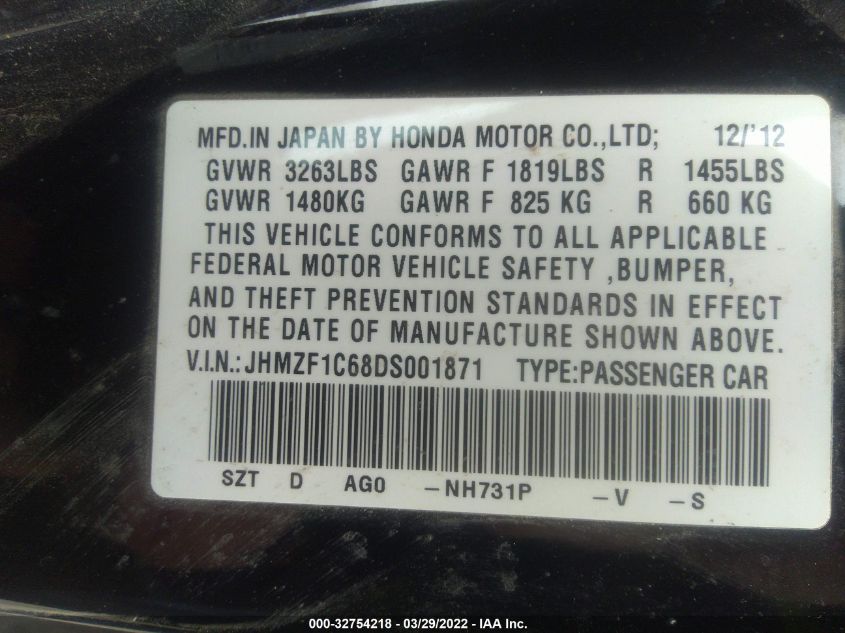 MFD.IN JAPAN BY HONDA MOTOR CO.,LTD; 12/'12
GVWR 3263LBS GAWR F 1819LBS R 1455LBS
GVWR 1480KG GAWR F 825 KG R 660 KG
THIS VEHICLE CONFORMS TO ALL APPLICABLE
FEDERAL MOTOR VEHICLE SAFETY ,BUMPER,
AND THEFT PREVENTION STANDARDS IN EFFECT
ON THE DATE OF MANUFACTURE SHOWN ABOVE.
V.I.N.:JHMZF1C68DS001871 TYPE:PASSENGER CAR
SZT D AG0 -NH731P -V -S
000-32754218 - 03/29/2022 - IAA Inc.